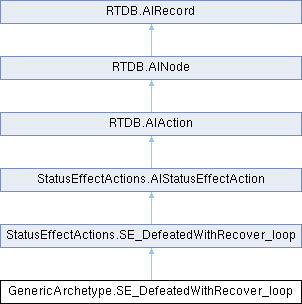 RTDB.AIRecord
RTDB.AINode
RTDB.AIAction
StatusEffectActions.AIStatusEffectAction
StatusEffectActions.SE_DefeatedWithRecover_loop
GenericArchetype.SE_DefeatedWithRecover_loop